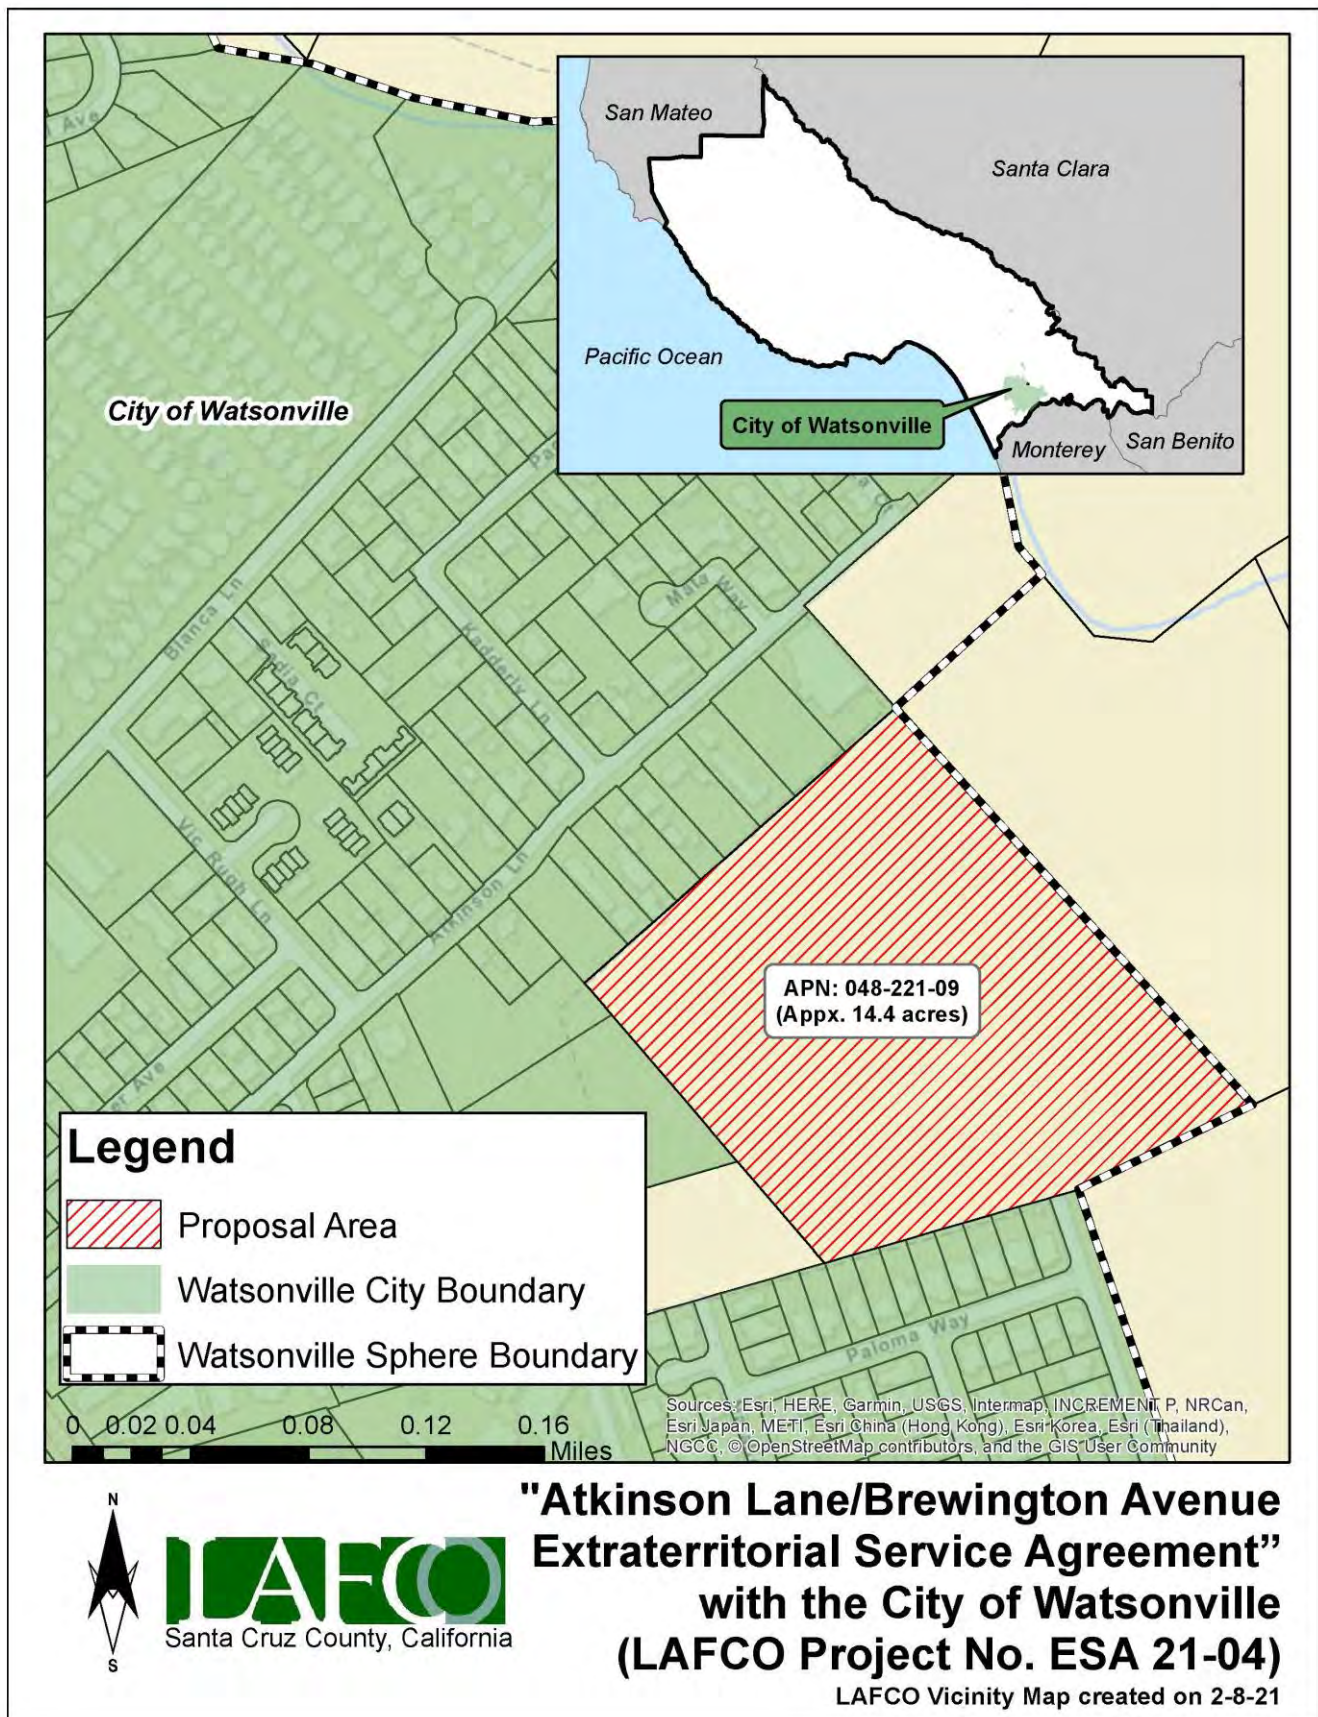 San Mateo
Santa Clara
Pacific Ocean
City of Watsonville
Monterey
San Benito
City of Watsonville
Blanca Ln
Sadia Ct
Kadderly Ln
Mala Way
Vic Rugh Ln
Atkinson Ln
APN: 048-221-09
(Appx. 14.4 acres)
Paloma Way
Legend
Proposal Area
Watsonville City Boundary
Watsonville Sphere Boundary
0 0.02 0.04 0.08 0.12 0.16
Miles
Sources: Esri, HERE, Garmin, USGS, Intermap, INCREMENT P, NRCan,
Esri Japan, METI, Esri China (Hong Kong), Esri Korea, Esri (Thailand),
NGCC, © OpenStreetMap contributors, and the GIS User Community
N
S
LAFCO
Santa Cruz County, California
"Atkinson Lane/Brewington Avenue
Extraterritorial Service Agreement”
with the City of Watsonville
(LAFCO Project No. ESA 21-04)
LAFCO Vicinity Map created on 2-8-21